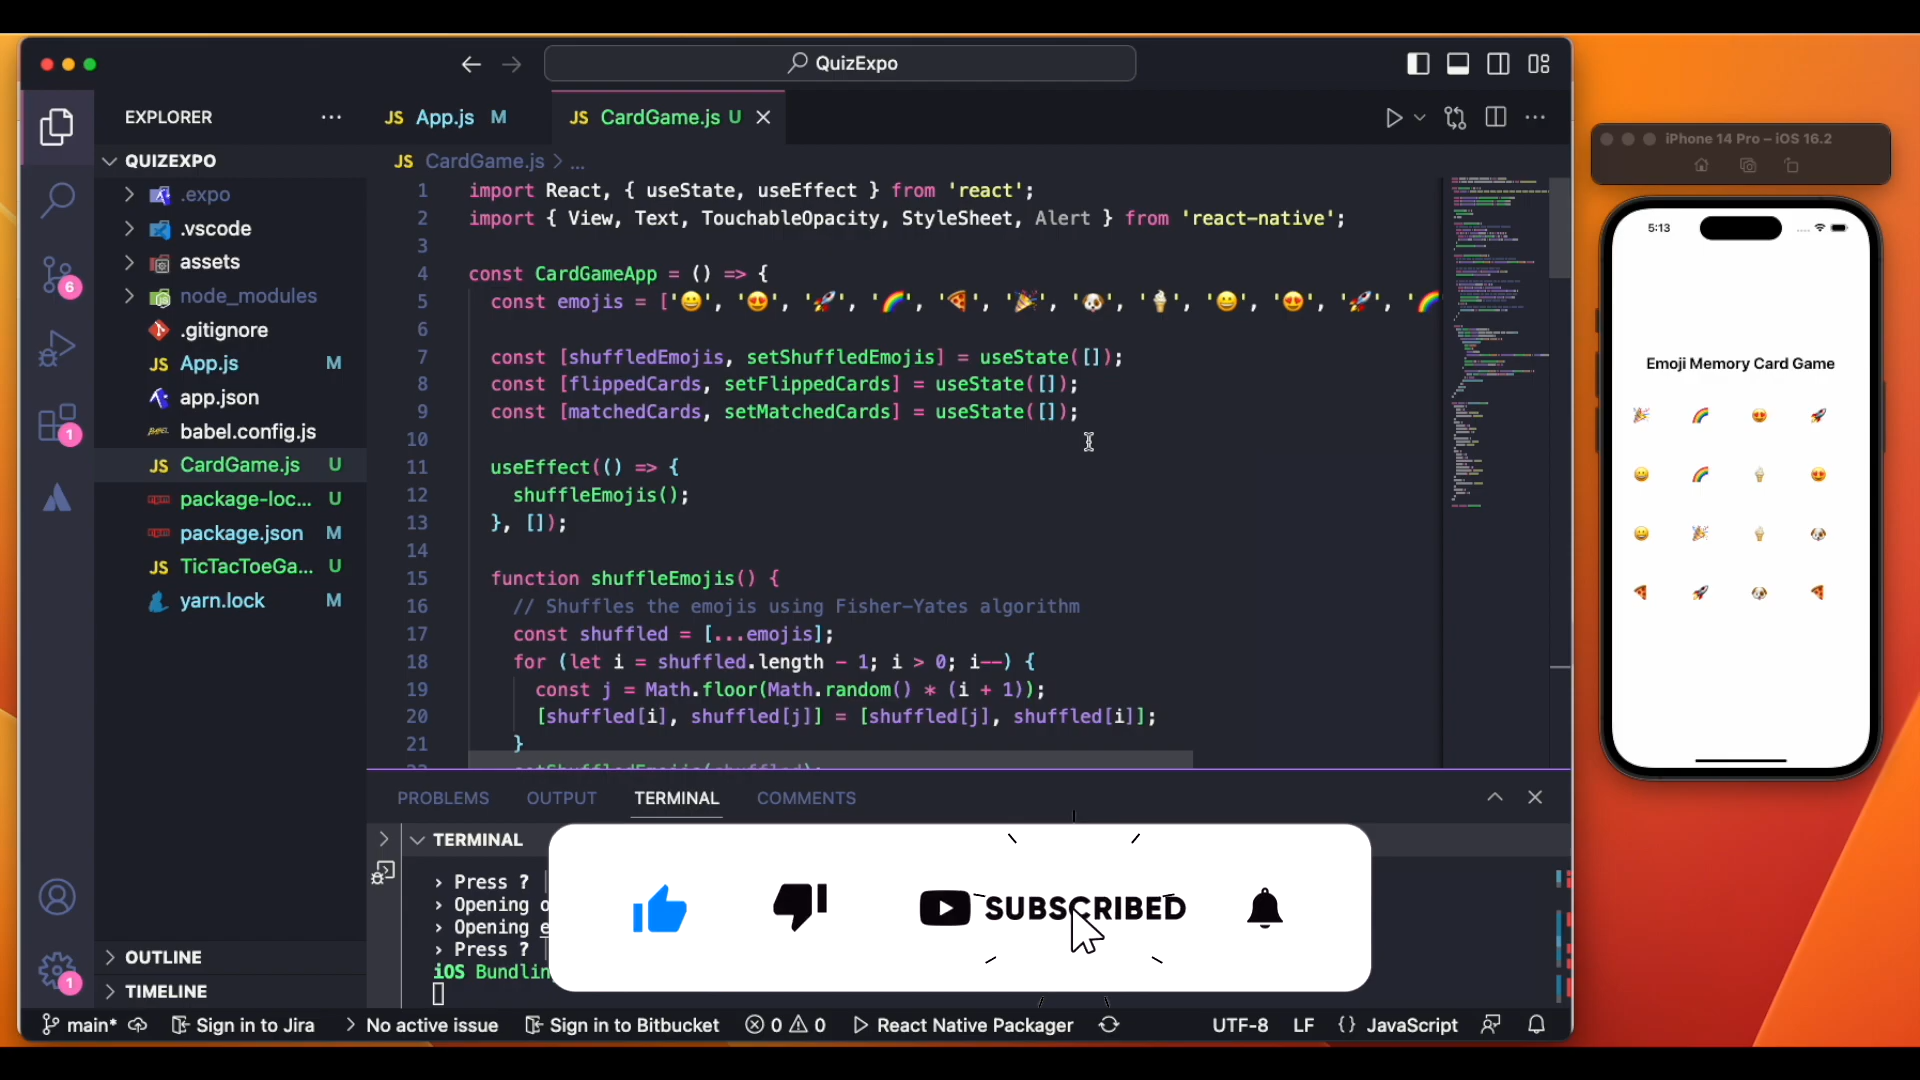 QuizExpo
EXPLORER
JS App.js M
JS CardGame.js U
QUIZEXPO
JS CardGame.js > ...
.expo
.vscode
assets
node_modules
.gitignore
JS App.js M
app.json
babel.config.js
JS CardGame.js U
package-loc... U
package.json M
JS TicTacToeGa... U
yarn.lock M
OUTLINE
TIMELINE
6
1
1
1 import React, { useState, useEffect } from 'react';
2 import { View, Text, TouchableOpacity, StyleSheet, Alert } from 'react-native';
3
4 const CardGameApp = () => {
5 const emojis = ['😀', '😍', '🚀', '🌈', '🍕', '🎉', '🐶', '🍦', '😀', '😍', '🚀', '🌈
6
7 const [shuffledEmojis, setShuffledEmojis] = useState([]);
8 const [flippedCards, setFlippedCards] = useState([]);
9 const [matchedCards, setMatchedCards] = useState([]);
10
11 useEffect(() => {
12 shuffleEmojis();
13 }, []);
14
15 function shuffleEmojis() {
16 // Shuffles the emojis using Fisher-Yates algorithm
17 const shuffled = [...emojis];
18 for (let i = shuffled.length - 1; i > 0; i--) {
19 const j = Math.floor(Math.random() * (i + 1));
20 [shuffled[i], shuffled[j]] = [shuffled[j], shuffled[i]];
21 }
PROBLEMS OUTPUT TERMINAL COMMENTS
TERMINAL
› Press ? |
› Opening o
› Opening e
› Press ? |
iOS Bundlin
SUBSCRIBED
main* Sign in to Jira > No active issue Sign in to Bitbucket 0 0 React Native Packager UTF-8 LF {} JavaScript
iPhone 14 Pro – iOS 16.2
5:13
Emoji Memory Card Game